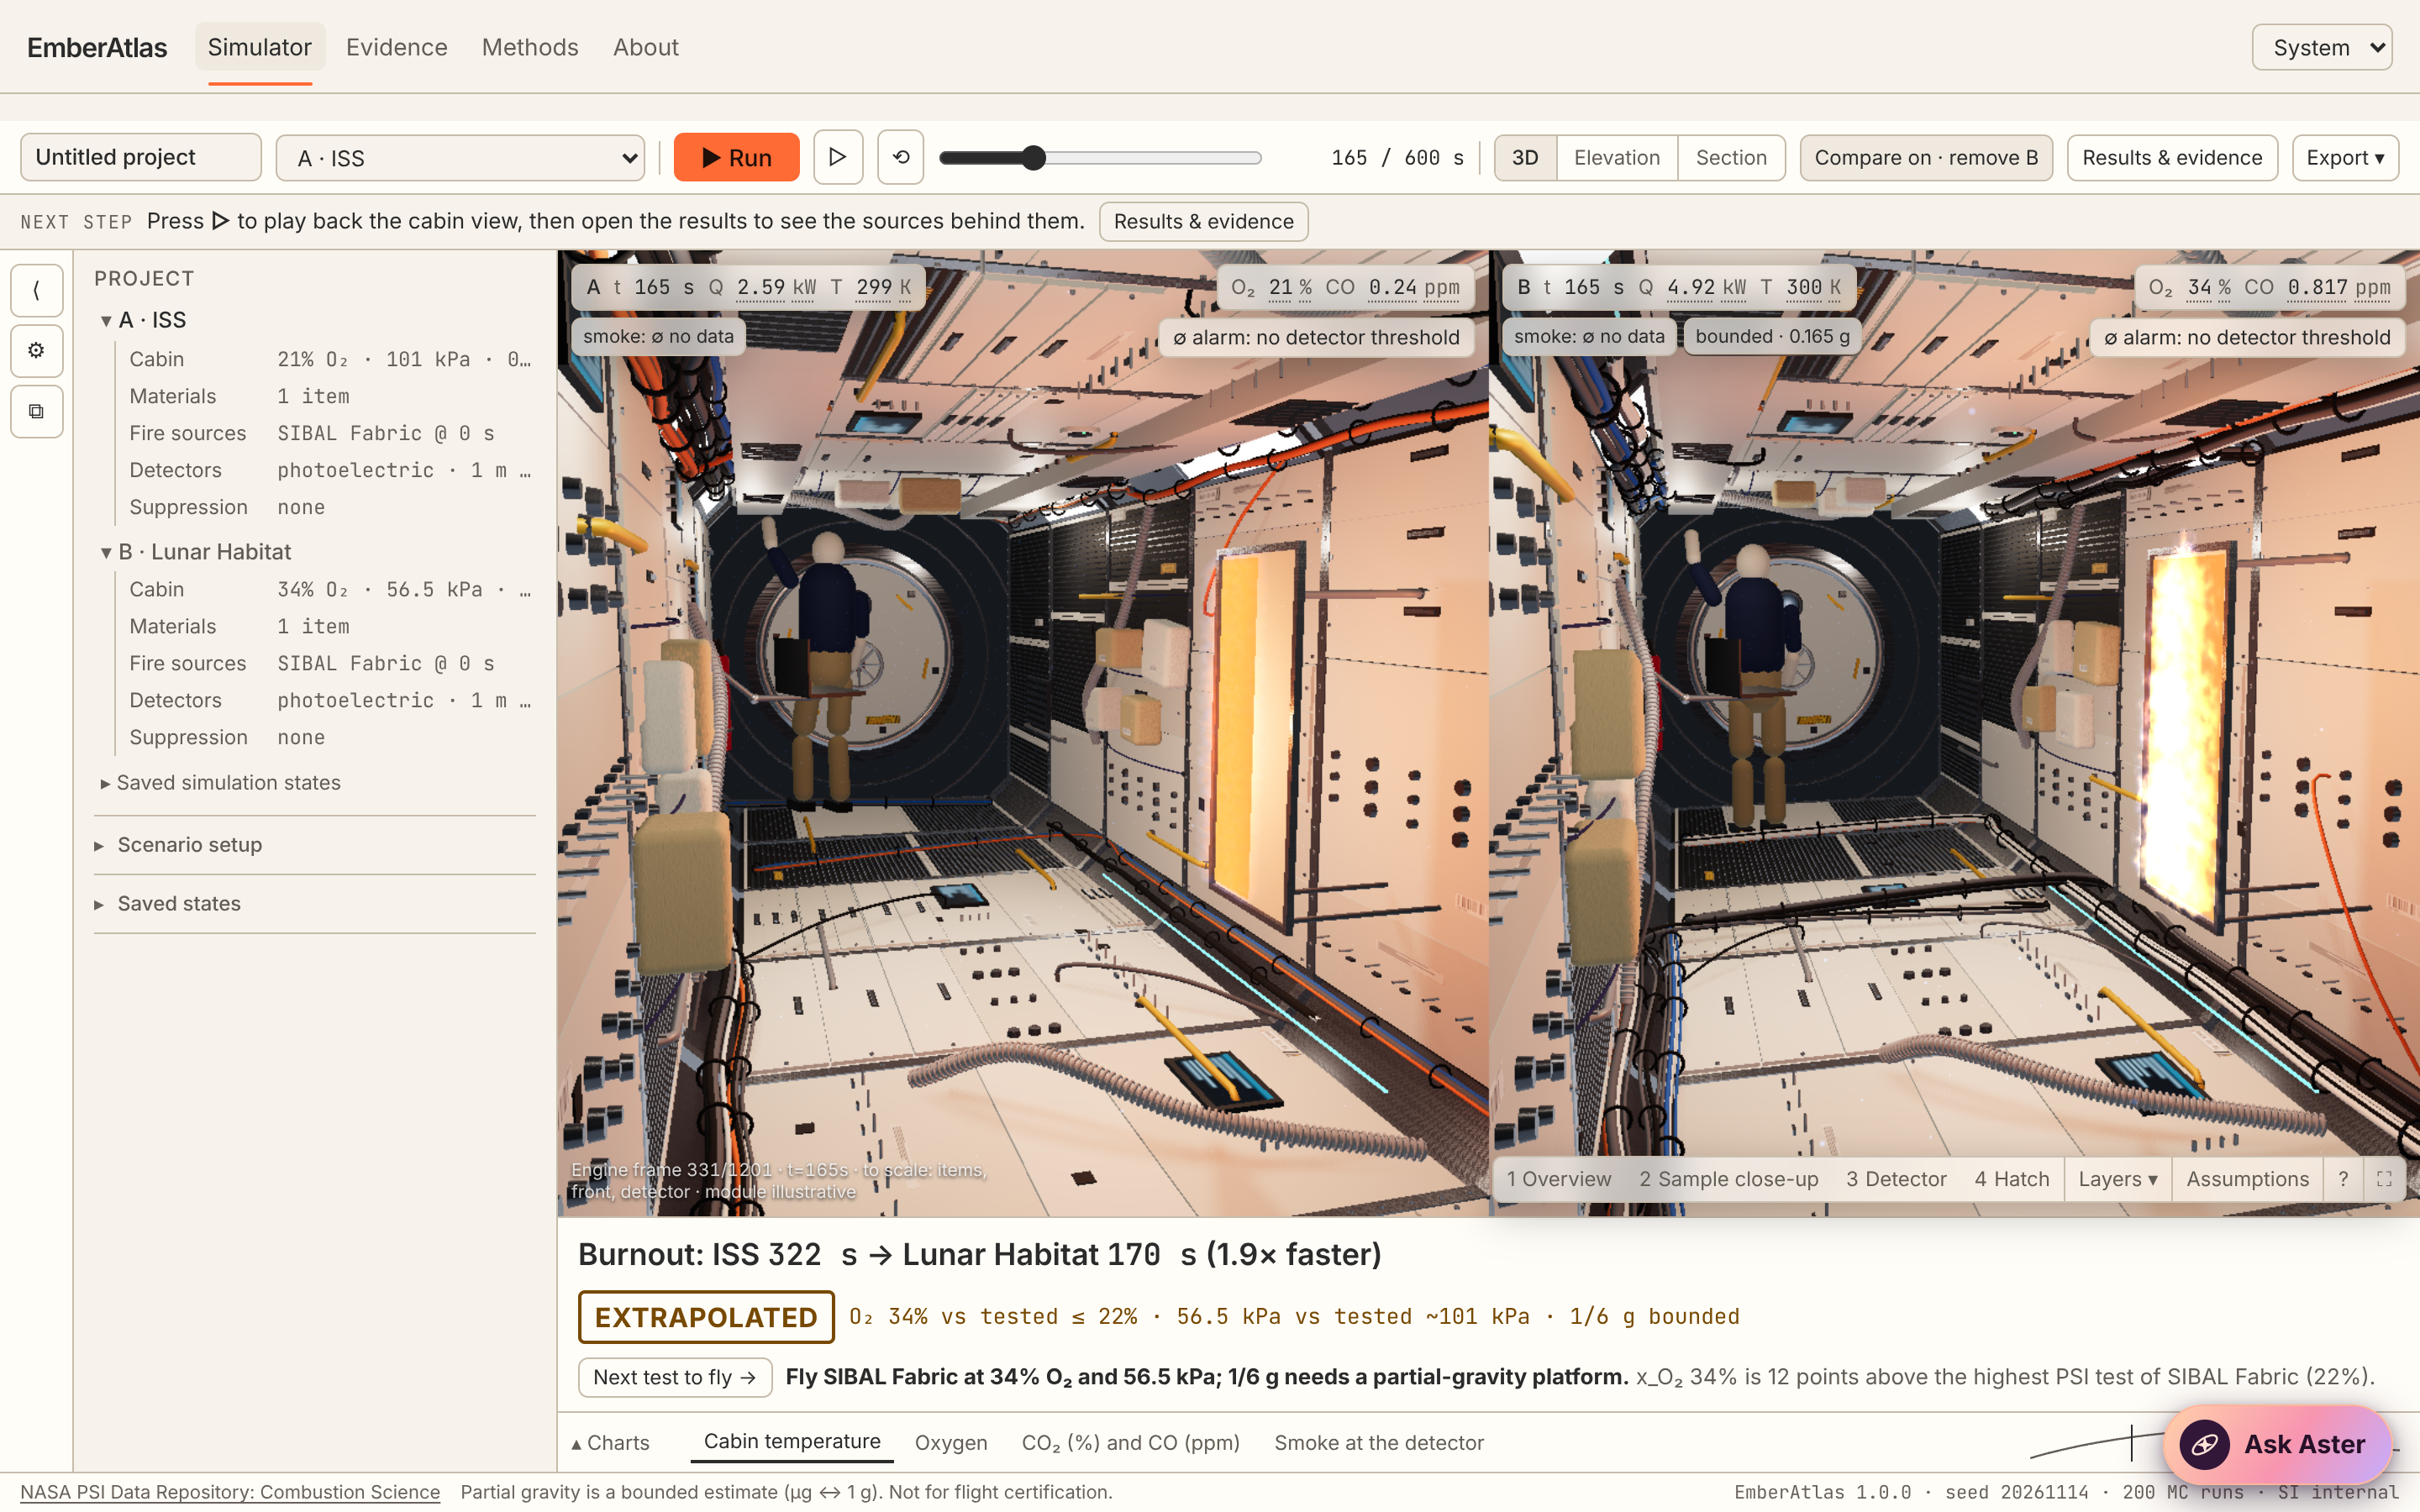 EmberAtlas Simulator Evidence Methods About System
Untitled project A · ISS ▶ Run 165 / 600 s 3D Elevation Section Compare on · remove B Results & evidence Export ▾
NEXT STEP Press ▷ to play back the cabin view, then open the results to see the sources behind them. Results & evidence
PROJECT
▾ A · ISS
Cabin 21% O₂ · 101 kPa · 0…
Materials 1 item
Fire sources SIBAL Fabric @ 0 s
Detectors photoelectric · 1 m …
Suppression none
▾ B · Lunar Habitat
Cabin 34% O₂ · 56.5 kPa · …
Materials 1 item
Fire sources SIBAL Fabric @ 0 s
Detectors photoelectric · 1 m …
Suppression none
▸ Saved simulation states
▸ Scenario setup
▸ Saved states
A t 165 s Q 2.59 kW T 299 K
O₂ 21 % CO 0.24 ppm
smoke: ∅ no data
∅ alarm: no detector threshold
B t 165 s Q 4.92 kW T 300 K
O₂ 34 % CO 0.817 ppm
smoke: ∅ no data
bounded · 0.165 g
∅ alarm: no detector threshold
Engine frame 331/1201 · t=165s · to scale: items,
front, detector · module illustrative
1 Overview 2 Sample close-up 3 Detector 4 Hatch Layers ▾ Assumptions ?
Burnout: ISS 322 s → Lunar Habitat 170 s (1.9× faster)
EXTRAPOLATED O₂ 34% vs tested ≤ 22% · 56.5 kPa vs tested ~101 kPa · 1/6 g bounded
Next test to fly → Fly SIBAL Fabric at 34% O₂ and 56.5 kPa; 1/6 g needs a partial-gravity platform. x_O₂ 34% is 12 points above the highest PSI test of SIBAL Fabric (22%).
▴ Charts Cabin temperature Oxygen CO₂ (%) and CO (ppm) Smoke at the detector
Ask Aster
NASA PSI Data Repository: Combustion Science Partial gravity is a bounded estimate (µg ↔ 1 g). Not for flight certification.
EmberAtlas 1.0.0 · seed 20261114 · 200 MC runs · SI internal